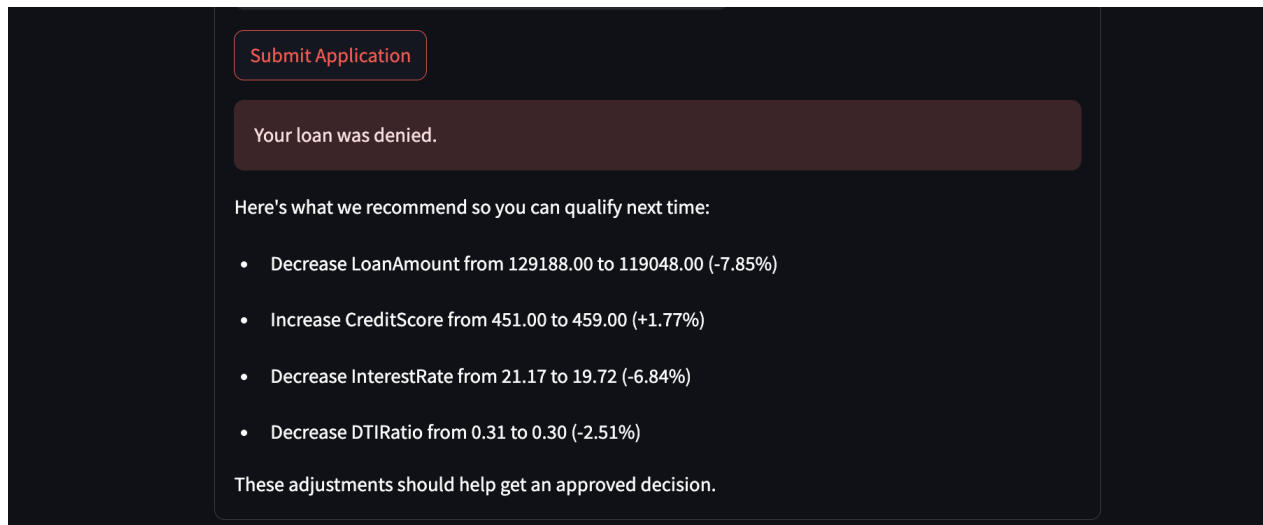 Submit Application
Your loan was denied.
Here's what we recommend so you can qualify next time:
• Decrease LoanAmount from 129188.00 to 119048.00 (-7.85%)
• Increase CreditScore from 451.00 to 459.00 (+1.77%)
• Decrease InterestRate from 21.17 to 19.72 (-6.84%)
• Decrease DTIRatio from 0.31 to 0.30 (-2.51%)
These adjustments should help get an approved decision.